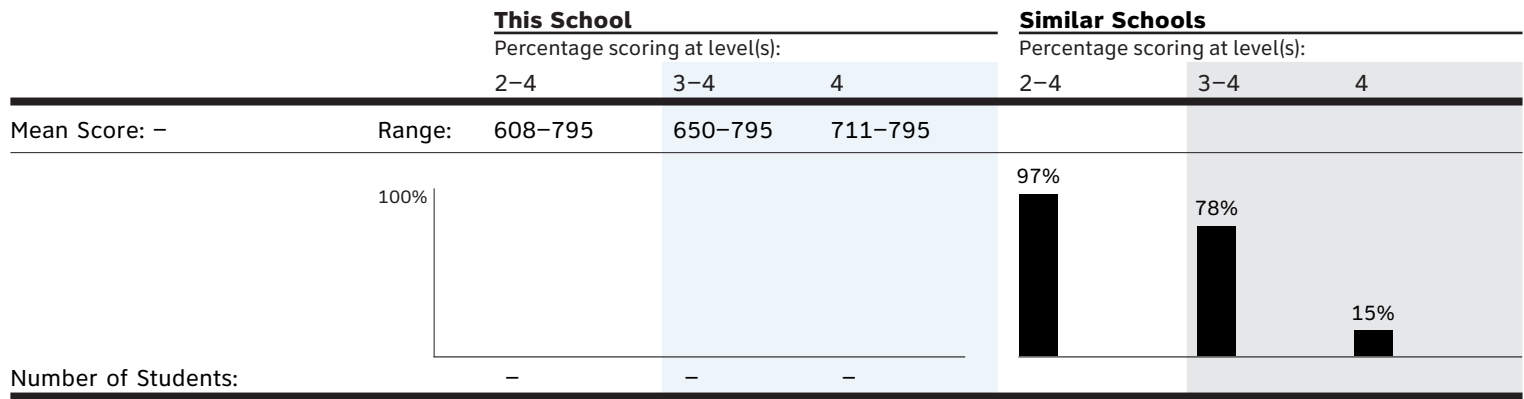 This School Similar Schools
Percentage scoring at level(s): Percentage scoring at level(s):
2–4 3–4 4 2–4 3–4 4
Mean Score: – Range: 608–795 650–795 711–795
97%
100% 78%
15%
Number of Students: – – –